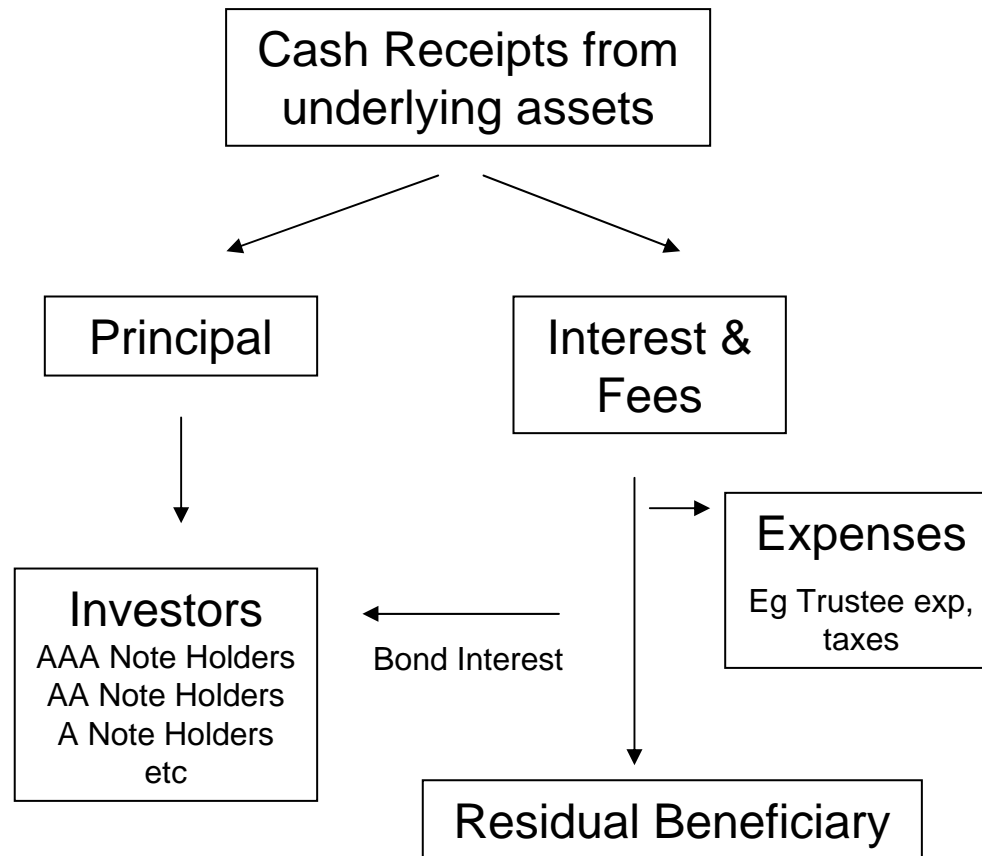 Cash Receipts from
underlying assets
Principal
Interest &
Fees
Expenses
Eg Trustee exp,
taxes
Investors
AAA Note Holders
AA Note Holders
A Note Holders
etc
Bond Interest
Residual Beneficiary